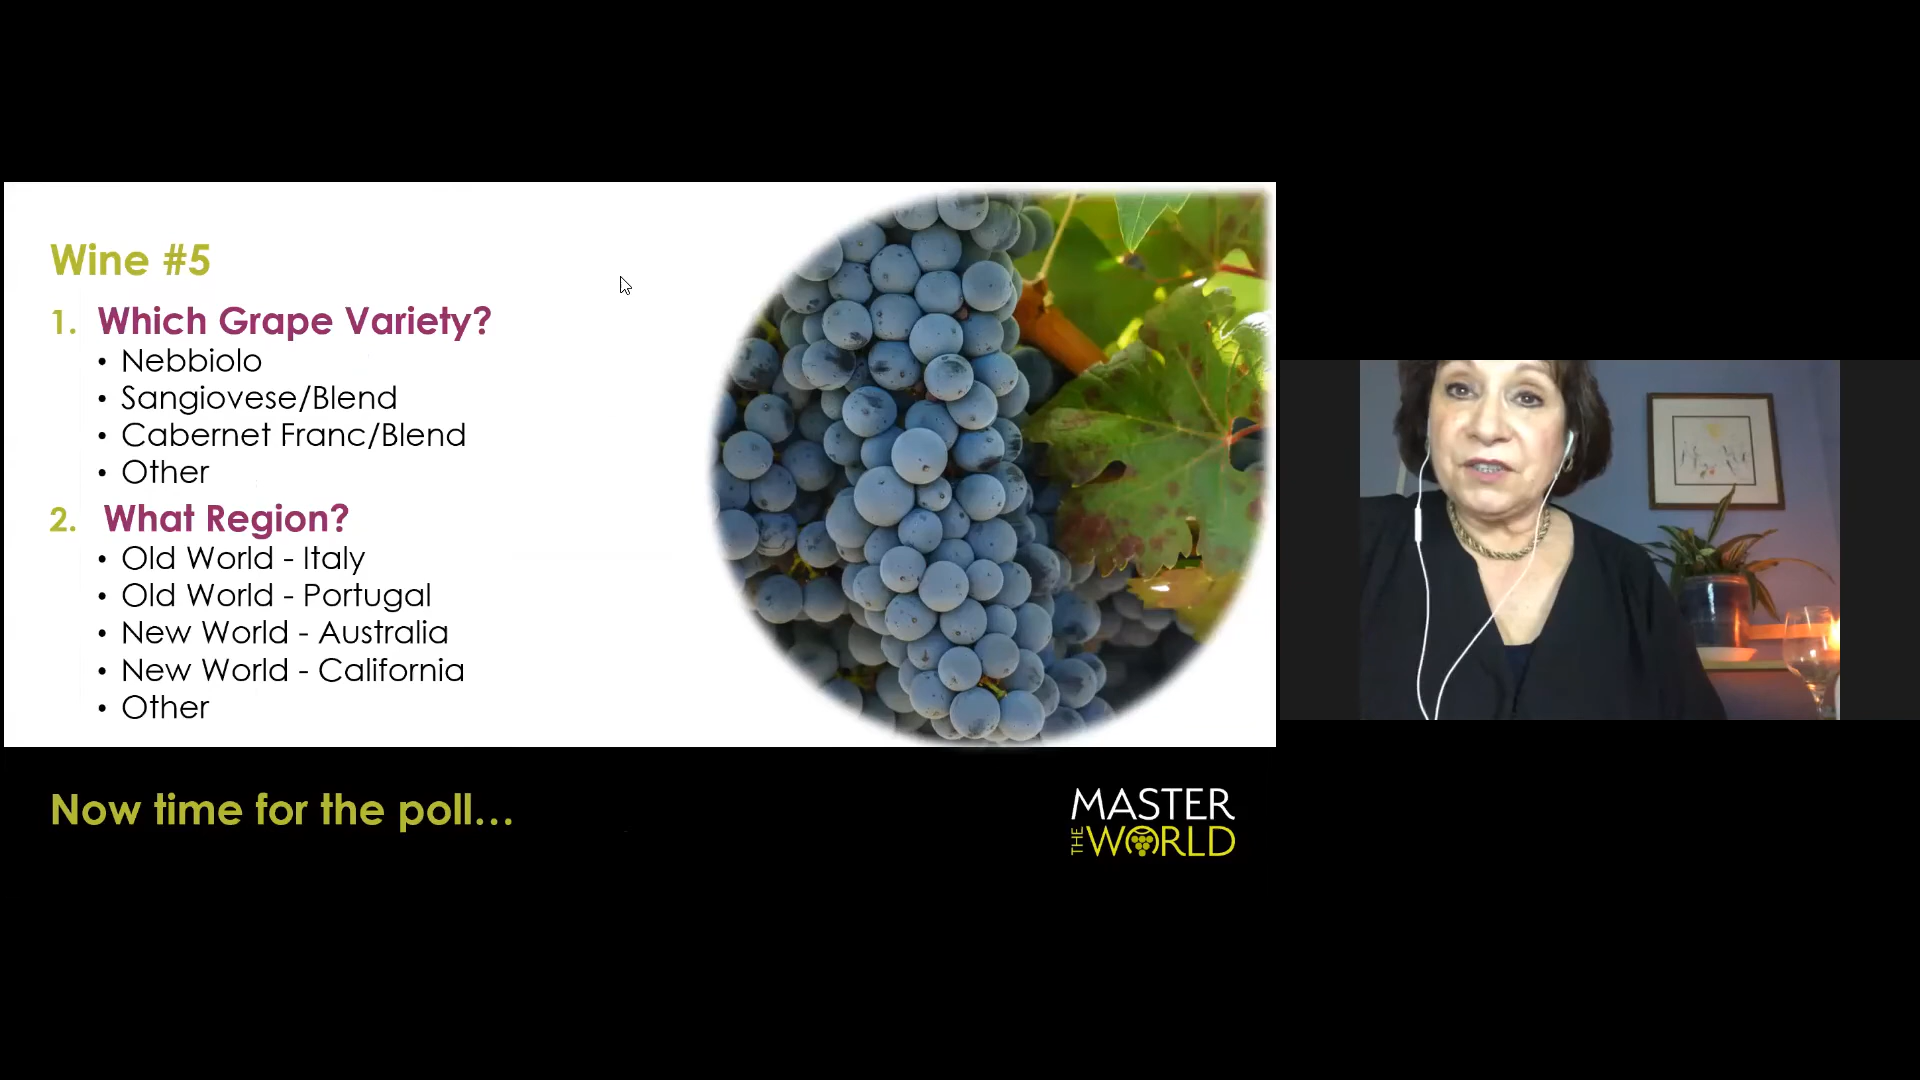 Wine #5
1. Which Grape Variety?
• Nebbiolo
• Sangiovese/Blend
• Cabernet Franc/Blend
• Other
2. What Region?
• Old World - Italy
• Old World - Portugal
• New World - Australia
• New World - California
• Other
Now time for the poll...
MASTER
THE WORLD